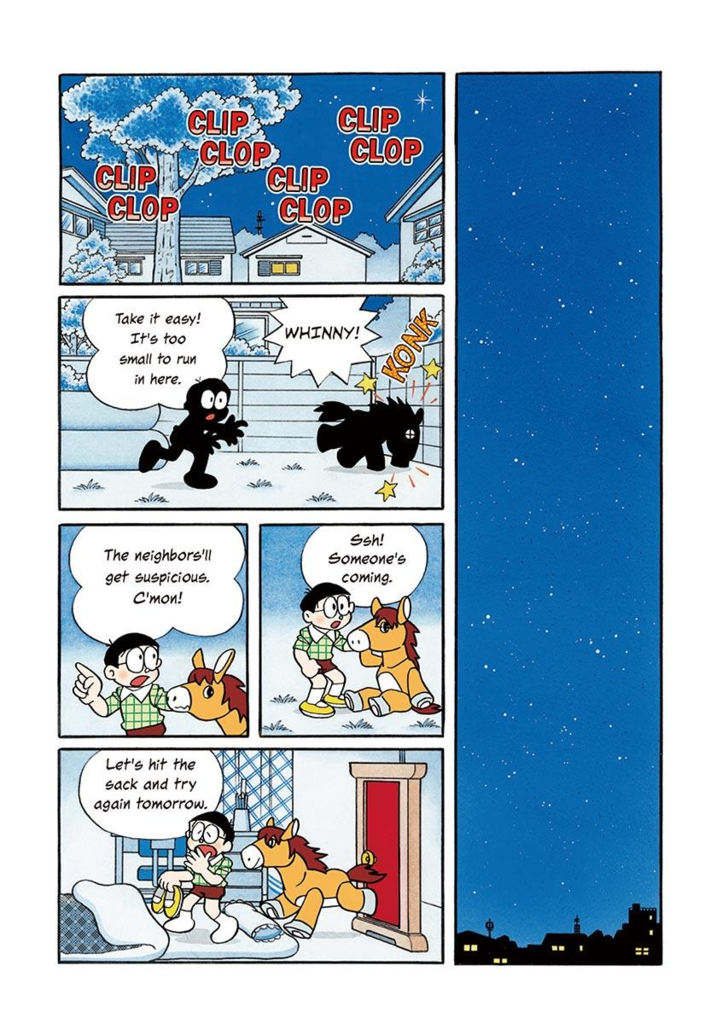 CLIP
CLOP
CLIP
CLOP
CLIP
CLOP
CLIP
CLOP
Take it easy!
It's too
small to run
in here.
WHINNY!
KONK
The neighbors'll
get suspicious.
C'mon!
Ssh!
Someone's
coming.
Let's hit the
sack and try
again tomorrow.